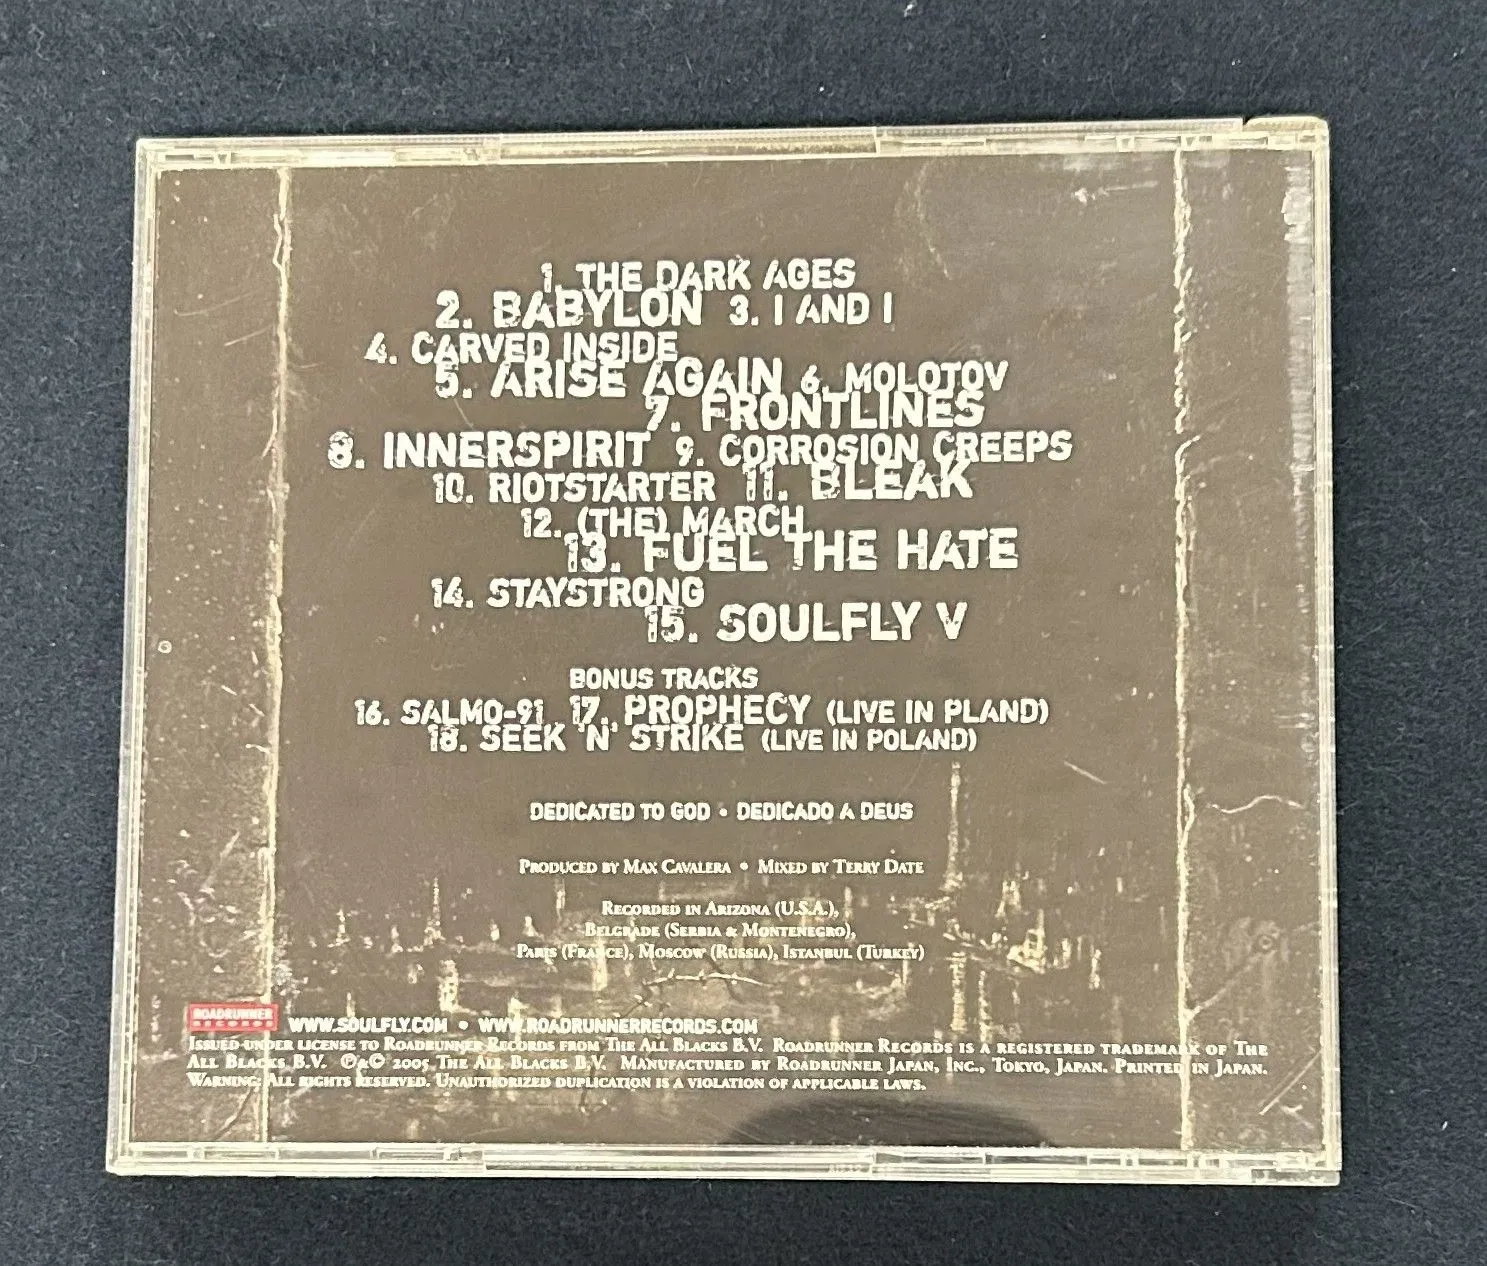 1. THE DARK AGES
2. BABYLON 3. I AND I
4. CARVED INSIDE
5. ARISE AGAIN 6. MOLOTOV
7. FRONTLINES
8. INNERSPIRIT 9. CORROSION CREEPS
10. RIOTSTARTER 11. BLEAK
12. (THE) MARCH
13. FUEL THE HATE
14. STAYSTRONG
15. SOULFLY V
BONUS TRACKS
16. SALMO-91 17. PROPHECY (LIVE IN PLAND)
18. SEEK 'N' STRIKE (LIVE IN POLAND)
DEDICATED TO GOD • DEDICADO A DEUS
PRODUCED BY MAX CAVALERA • MIXED BY TERRY DATE
RECORDED IN ARIZONA (U.S.A.),
BELGRADE (SERBIA & MONTENEGRO),
PARIS (FRANCE), MOSCOW (RUSSIA), ISTANBUL (TURKEY)
ROADRUNNER
RECORDS
WWW.SOULFLY.COM • WWW.ROADRUNNERRECORDS.COM
ISSUED UNDER LICENSE TO ROADRUNNER RECORDS FROM THE ALL BLACKS B.V. ROADRUNNER RECORDS IS A REGISTERED TRADEMARK OF THE
ALL BLACKS B.V. ℗&© 2005 THE ALL BLACKS B.V. MANUFACTURED BY ROADRUNNER JAPAN, INC., TOKYO, JAPAN. PRINTED IN JAPAN.
WARNING: ALL RIGHTS RESERVED. UNAUTHORIZED DUPLICATION IS A VIOLATION OF APPLICABLE LAWS.